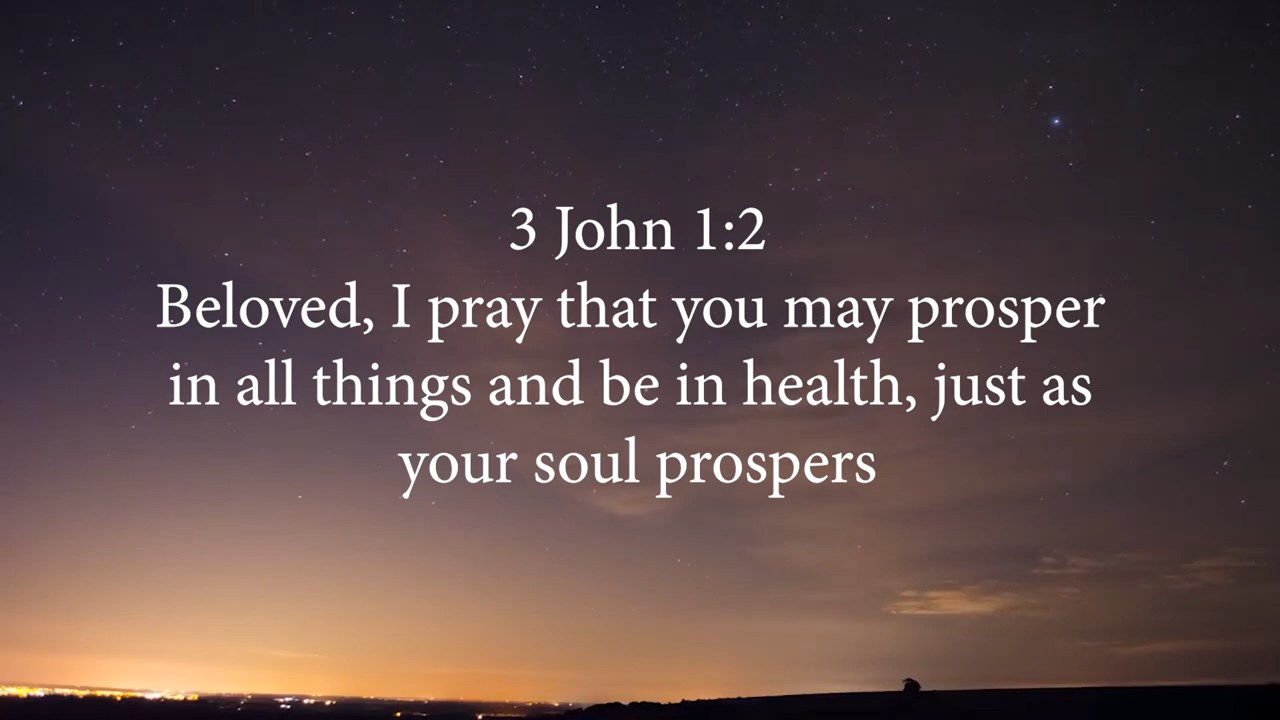 3 John 1:2
Beloved, I pray that you may prosper
in all things and be in health, just as
your soul prospers